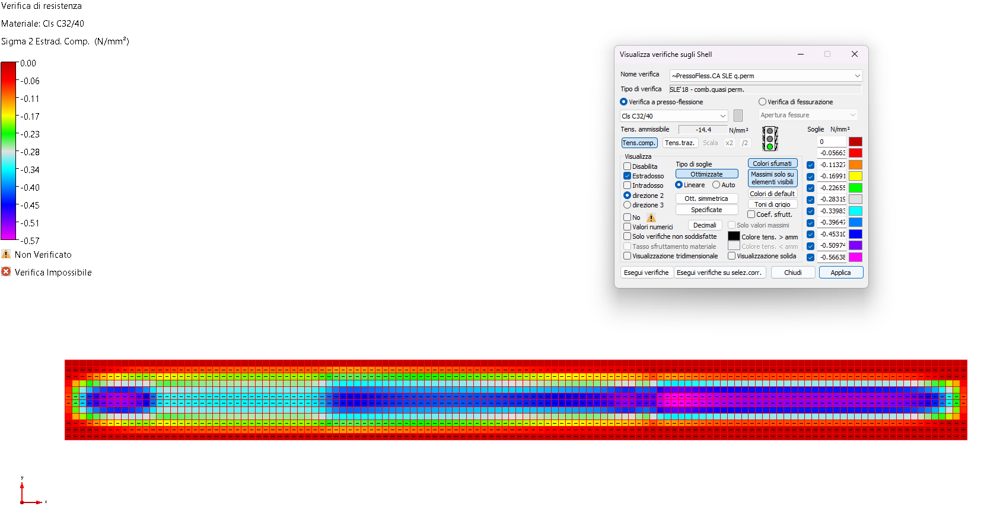 Verifica di resistenza
Materiale: Cls C32/40
Sigma 2 Estrad. Comp. (N/mm²)
0.00
-0.06
-0.11
-0.17
-0.23
-0.28
-0.34
-0.40
-0.45
-0.51
-0.57
Non Verificato
Verifica Impossibile
Visualizza verifiche sugli Shell
Nome verifica
~PressoFless.CA SLE q.perm
Tipo di verifica
SLE'18 - comb.quasi perm.
Verifica a presso-flessione
Verifica di fessurazione
Cls C32/40
Apertura fessure
Tens. ammissibile
-14.4
N/mm²
Soglie N/mm²
Tens.comp.
Tens.traz.
Scala
x2
/2
0
-0.05663
-0.11327
-0.16991
-0.22655
-0.28319
-0.33983
-0.39647
-0.45310
-0.50974
-0.56638
Visualizza
Disabilita
Estradosso
Intradosso
direzione 2
direzione 3
No
Valori numerici
Solo verifiche non soddisfatte
Tasso sfruttamento materiale
Visualizzazione tridimensionale
Tipo di soglie
Ottimizzate
Lineare
Auto
Ott. simmetrica
Specificate
Decimali
Colori sfumati
Massimi solo su
elementi visibili
Colori di default
Toni di grigio
Coef. sfrutt.
Solo valori massimi
Colore tens. > amm
Colore tens. < amm
Visualizzazione solida
Esegui verifiche
Esegui verifiche su selez.corr.
Chiudi
Applica
y
x